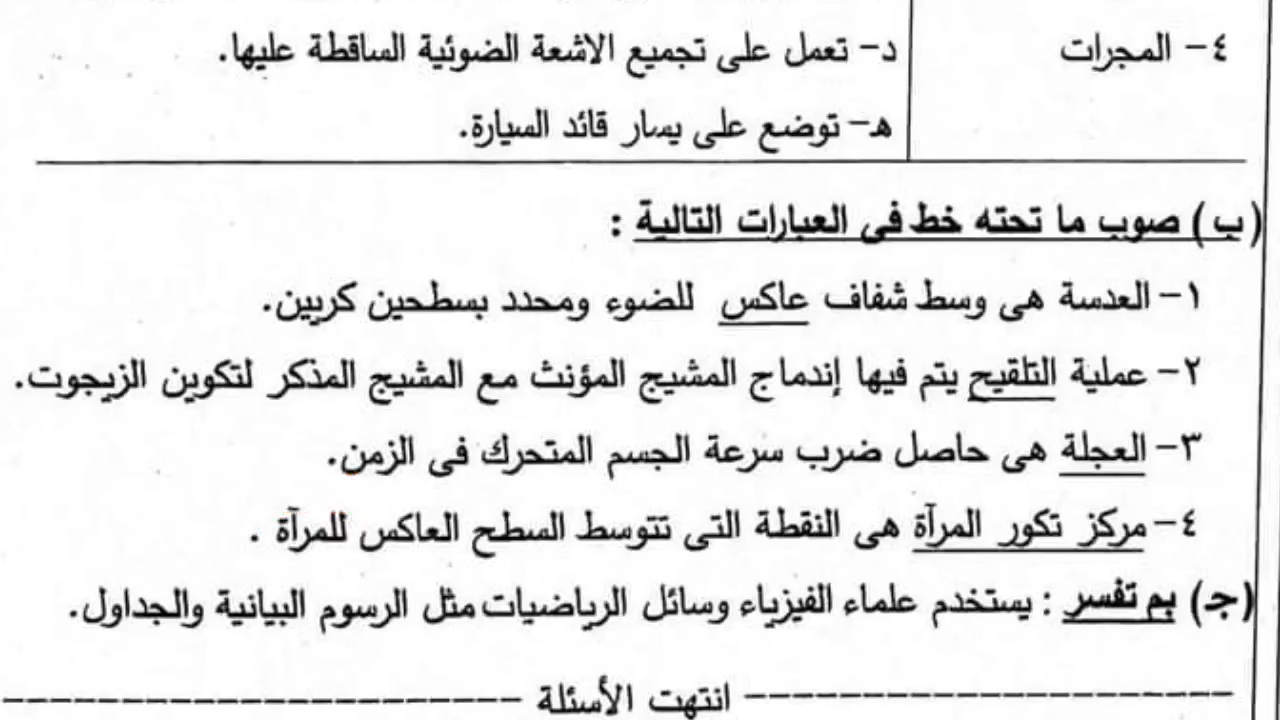 ٤- المجرات د- تعمل على تجميع الاشعة الضوئية الساقطة عليها.
هـ- توضع على يسار قائد السيارة.
(ب) صوب ما تحته خط فى العبارات التالية :
١- العدسة هى وسط شفاف عاكس للضوء ومحدد بسطحين كريين.
٢- عملية التلقيح يتم فيها إندماج المشيج المؤنث مع المشيج المذكر لتكوين الزيجوت.
٣- العجلة هى حاصل ضرب سرعة الجسم المتحرك فى الزمن.
٤- مركز تكور المرآة هى النقطة التى تتوسط السطح العاكس للمرآة .
(جـ) بم تفسر : يستخدم علماء الفيزياء وسائل الرياضيات مثل الرسوم البيانية والجداول.
---------------------- انتهت الأسئلة ----------------------